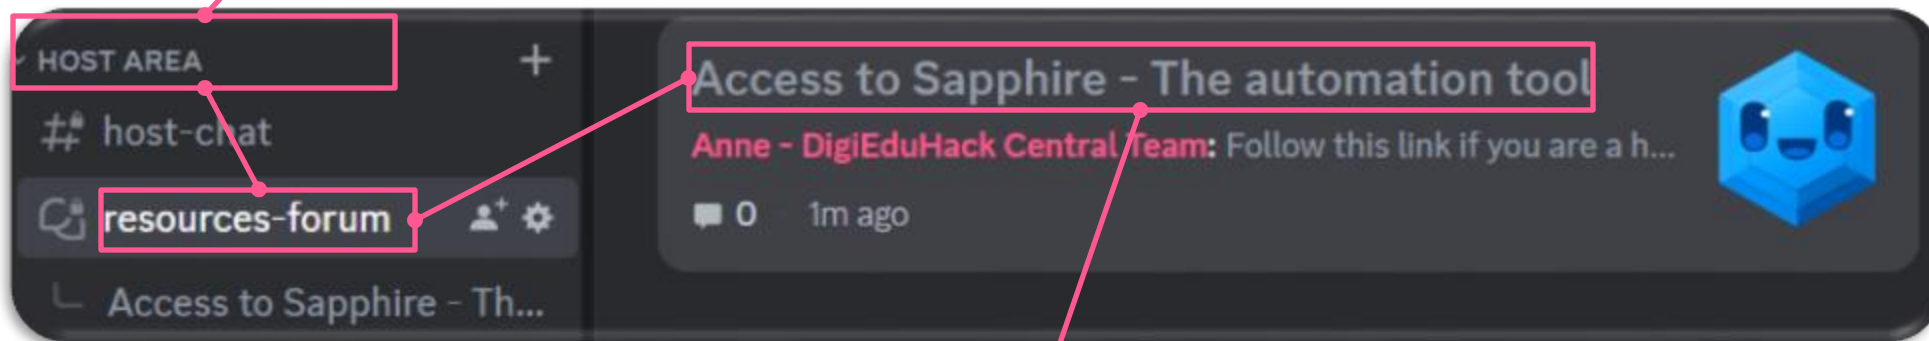 HOST AREA
host-chat
resources-forum
Access to Sapphire - Th...
Access to Sapphire - The automation tool
Anne - DigiEduHack Central Team: Follow this link if you are a h...
0 1m ago